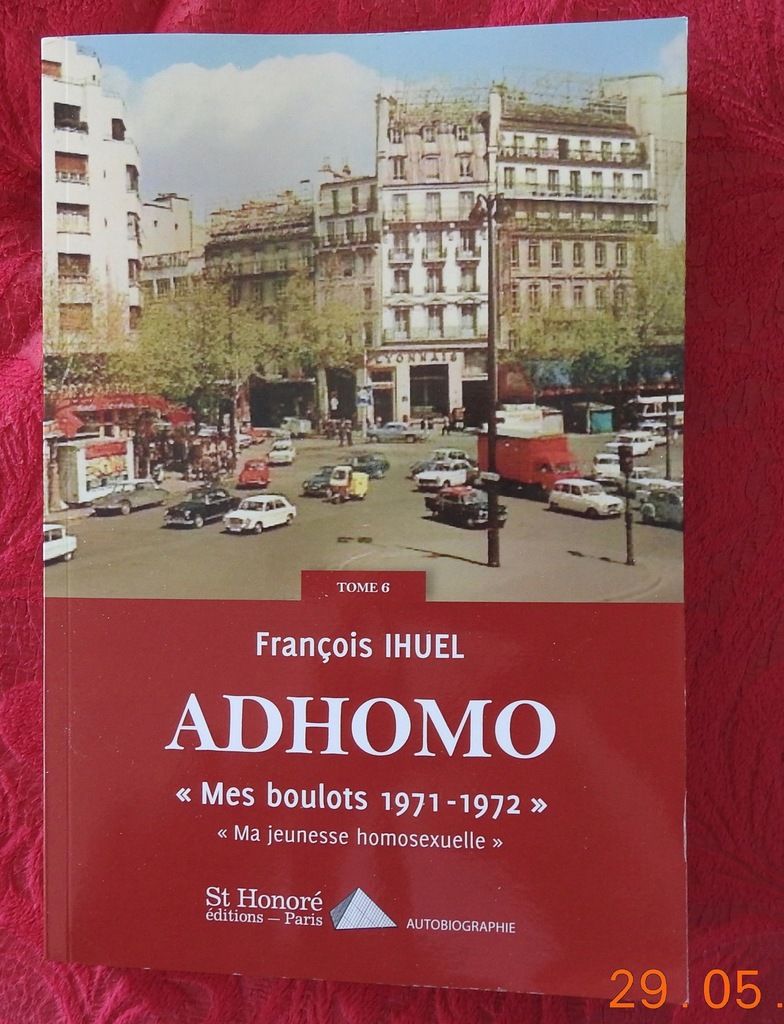 LYONNAIS
TOME 6
François IHUEL
ADHOMO
« Mes boulots 1971-1972 »
« Ma jeunesse homosexuelle »
St Honoré
éditions — Paris
AUTOBIOGRAPHIE
29.05.